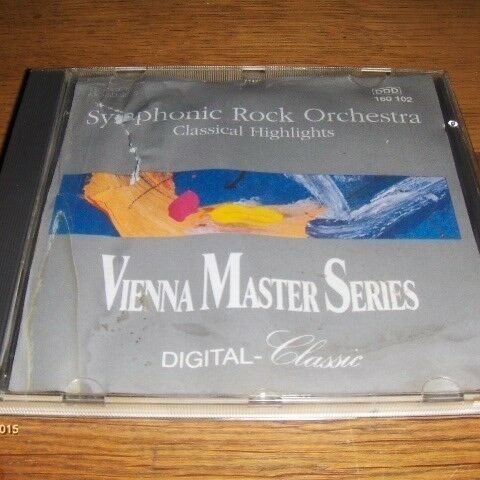 DDD
160 102
Symphonic Rock Orchestra
Classical Highlights
VIENNA MASTER SERIES
DIGITAL-Classic
015